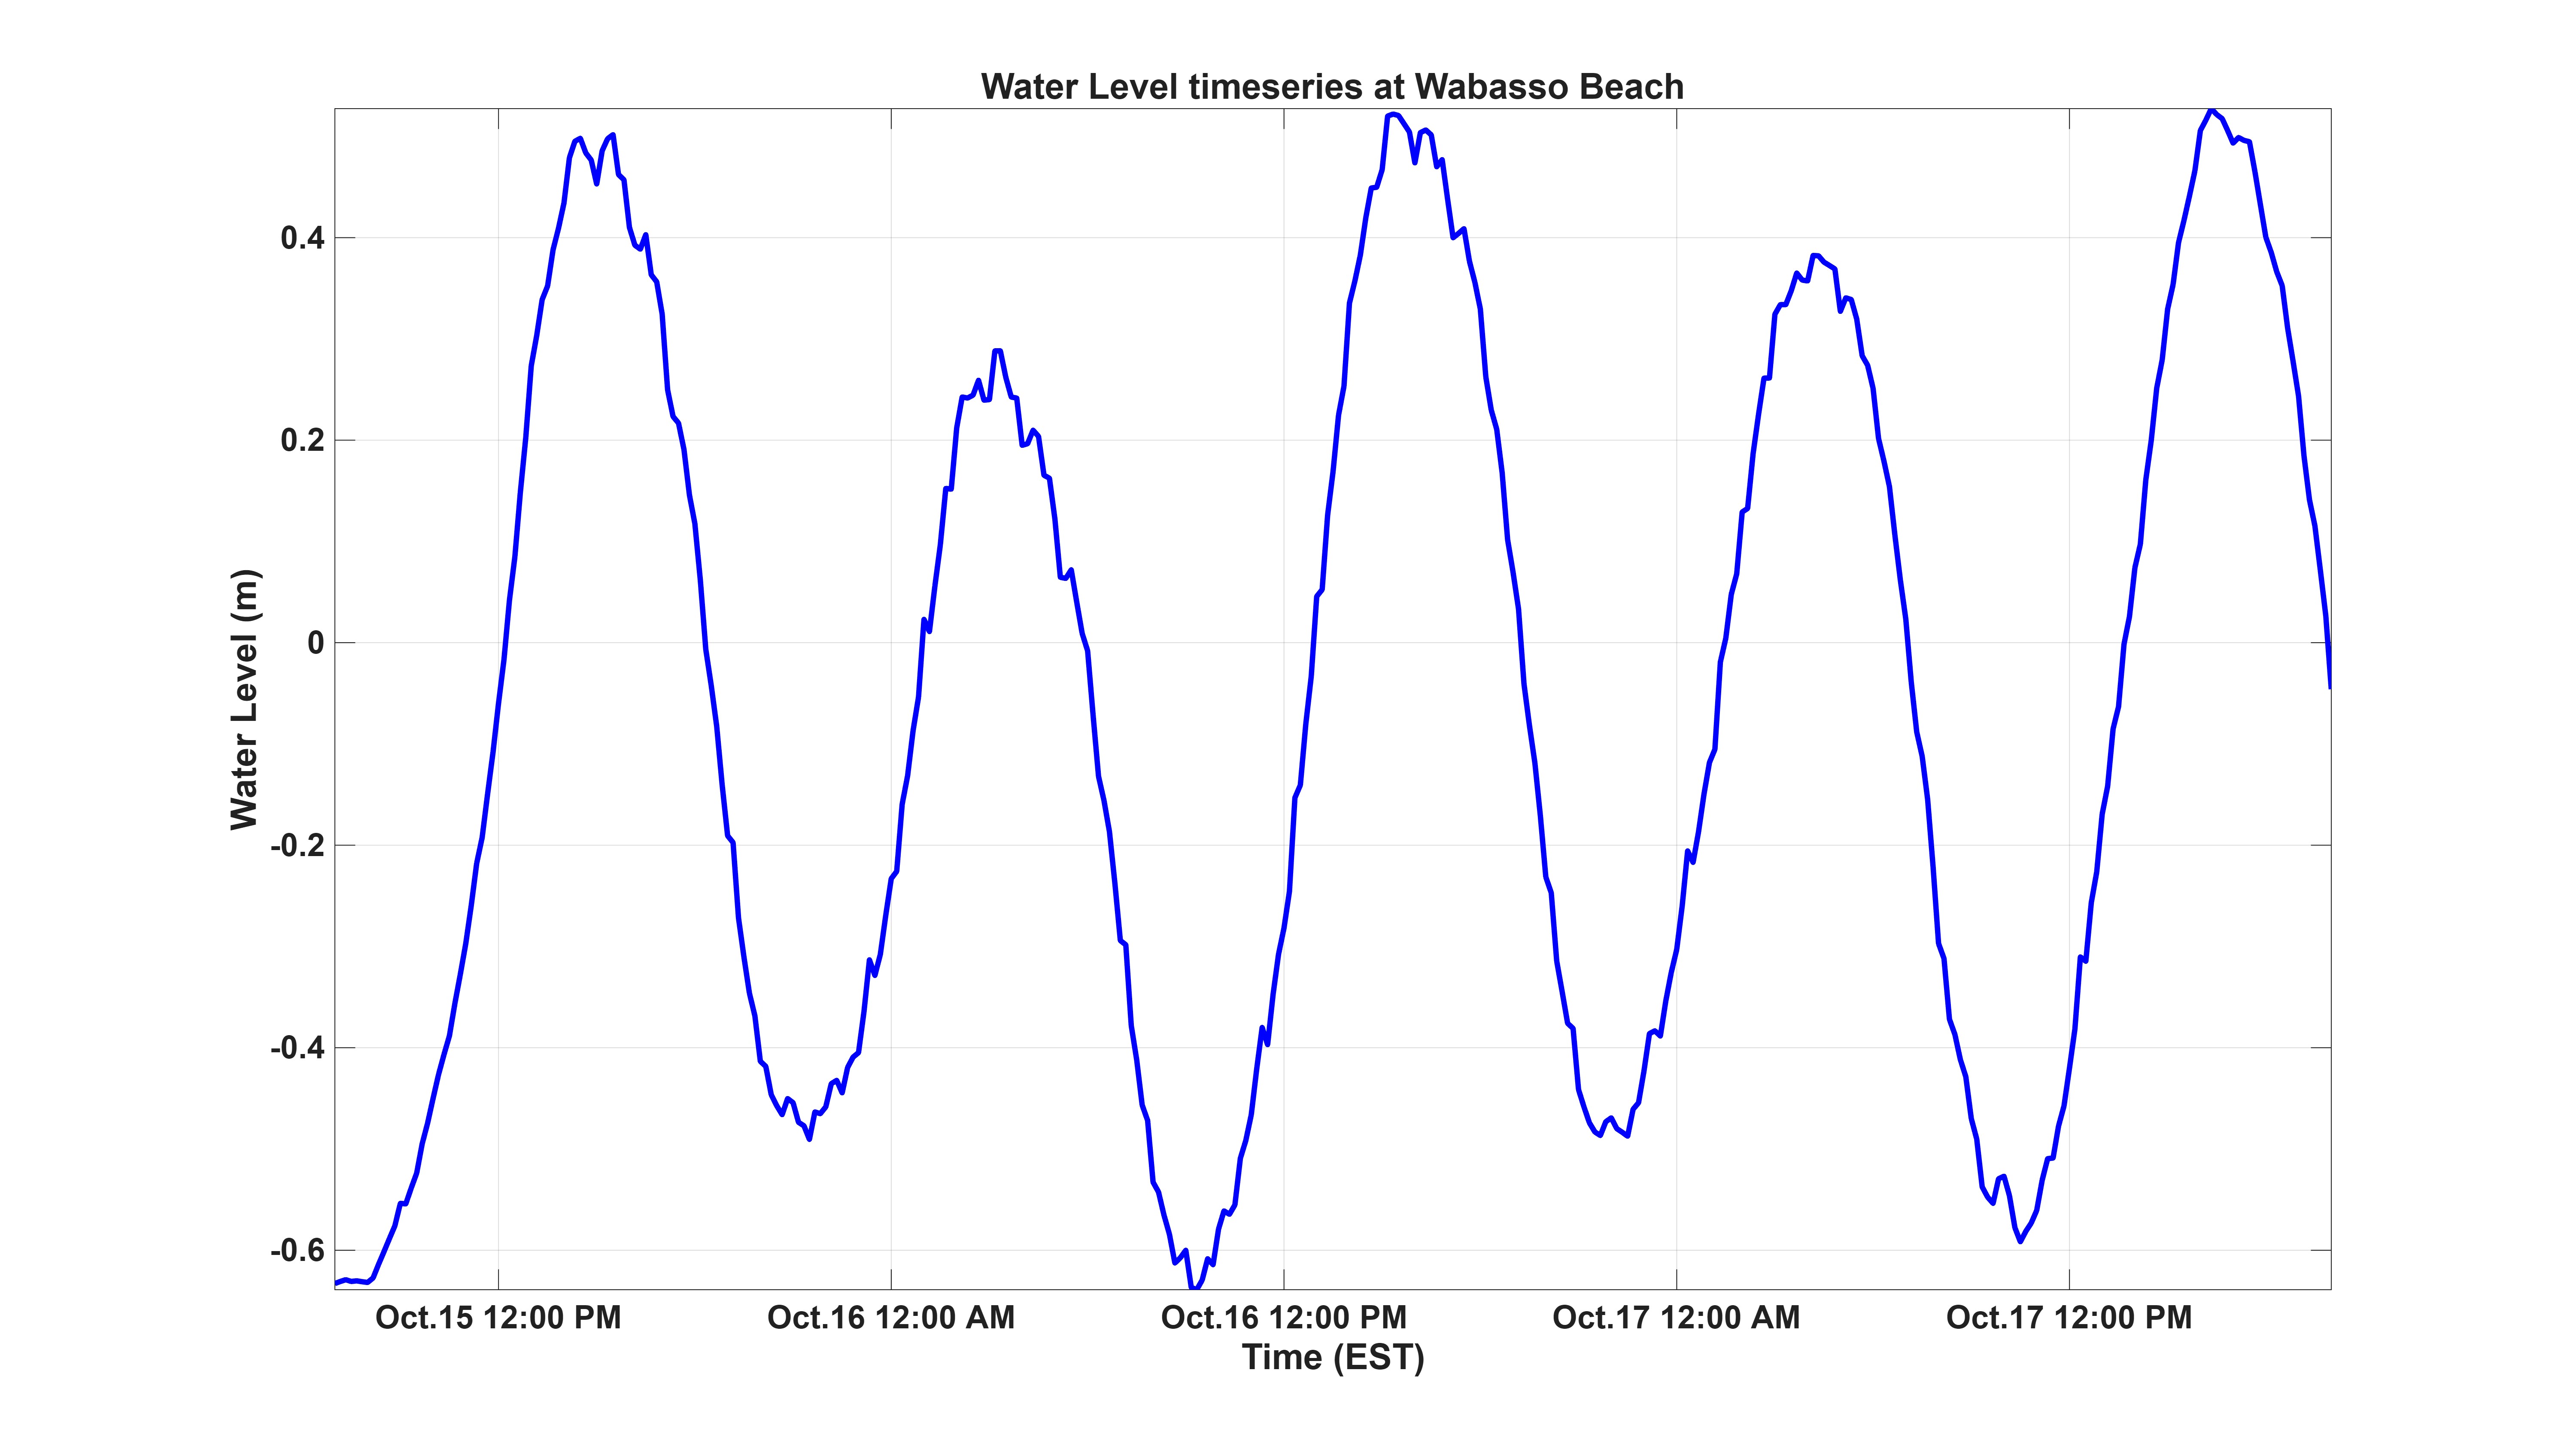 Water Level timeseries at Wabasso Beach
Water Level (m)
0.4
0.2
0
-0.2
-0.4
-0.6
Oct.15 12:00 PM
Oct.16 12:00 AM
Oct.16 12:00 PM
Oct.17 12:00 AM
Oct.17 12:00 PM
Time (EST)